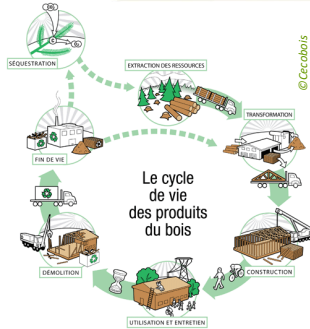 SÉQUESTRATION
EXTRACTION DES RESSOURCES
© Cecobois
TRANSFORMATION
FIN DE VIE
Le cycle
de vie
des produits
du bois
DÉMOLITION
CONSTRUCTION
UTILISATION ET ENTRETIEN